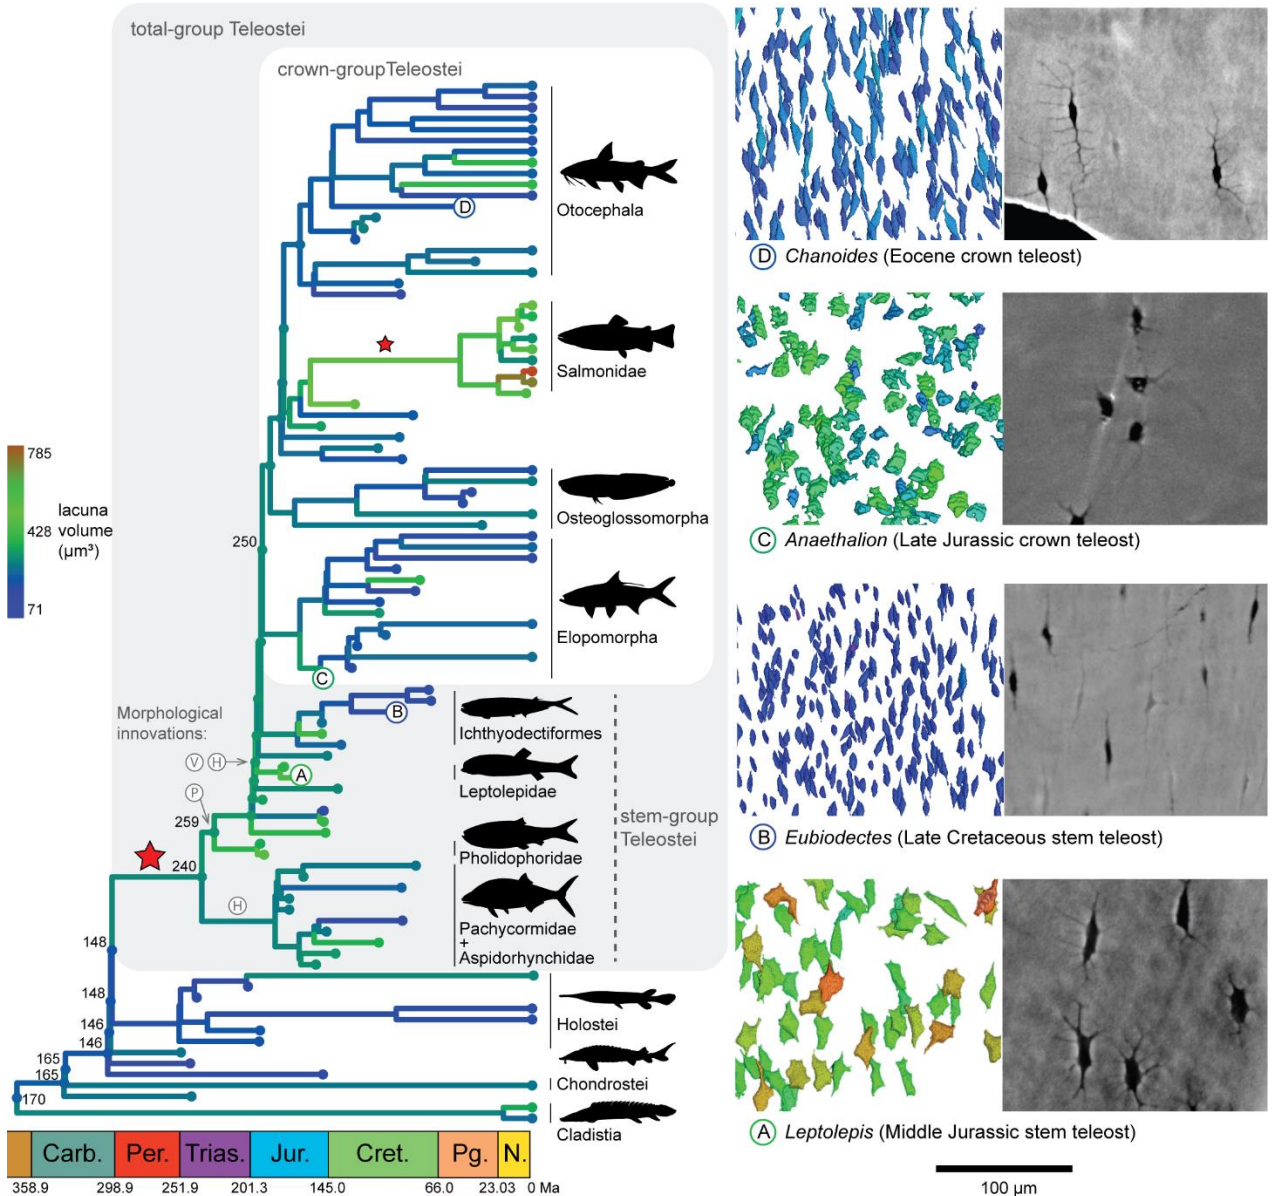 total-group Teleostei
crown-groupTeleostei
Otocephala
Salmonidae
Osteoglossomorpha
Elopomorpha
Ichthyodectiformes
Leptolepidae
Pholidophoridae
Pachycormidae
+
Aspidorhynchidae
stem-group
Teleostei
Holostei
Chondrostei
Cladistia
785
428
71
lacuna
volume
(µm³)
Morphological
innovations:
V H
P
H
250
259
240
148
148
146
146
165
165
170
D
C
B
A
Carb. Per. Trias. Jur. Cret. Pg. N.
358.9 298.9 251.9 201.3 145.0 66.0 23.03 0 Ma
D Chanoides (Eocene crown teleost)
C Anaethalion (Late Jurassic crown teleost)
B Eubiodectes (Late Cretaceous stem teleost)
A Leptolepis (Middle Jurassic stem teleost)
100 µm